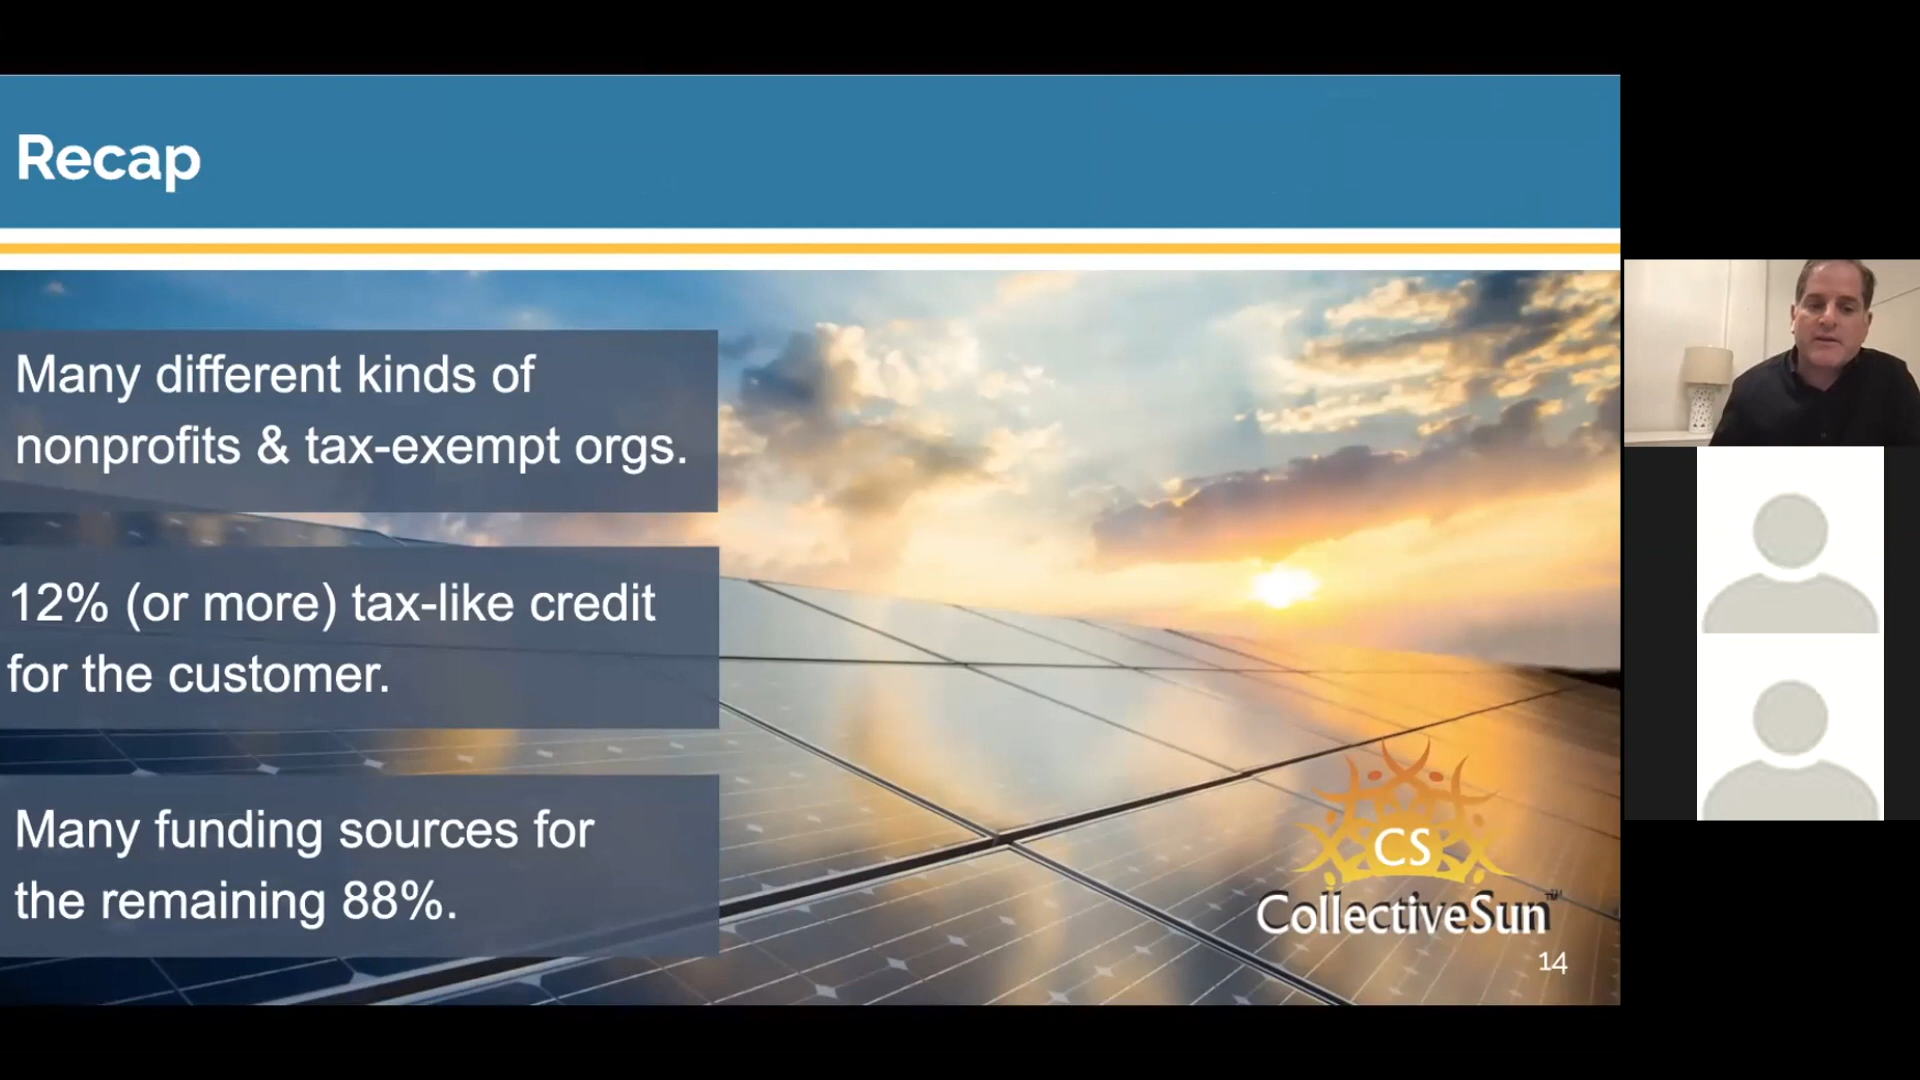 Recap
Many different kinds of
nonprofits & tax-exempt orgs.
12% (or more) tax-like credit
for the customer.
Many funding sources for
the remaining 88%.
CS
CollectiveSun™
14